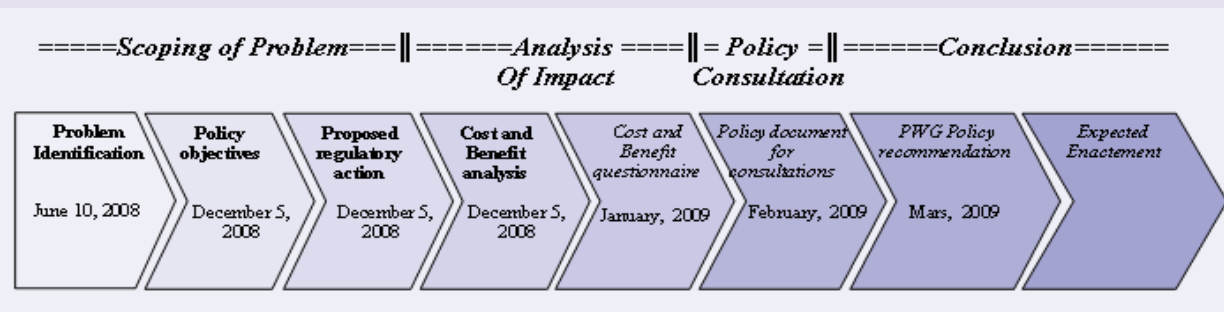 =====Scoping of Problem===‖======Analysis ====‖= Policy =‖======Conclusion======
Of Impact Consultation
Problem Identification
June 10, 2008
Policy objectives
December 5, 2008
Proposed regulatory action
December 5, 2008
Cost and Benefit analysis
December 5, 2008
Cost and Benefit questionnaire
January, 2009
Policy document for consultations
February, 2009
PWG Policy recommendation
Mars, 2009
Expected Enactement